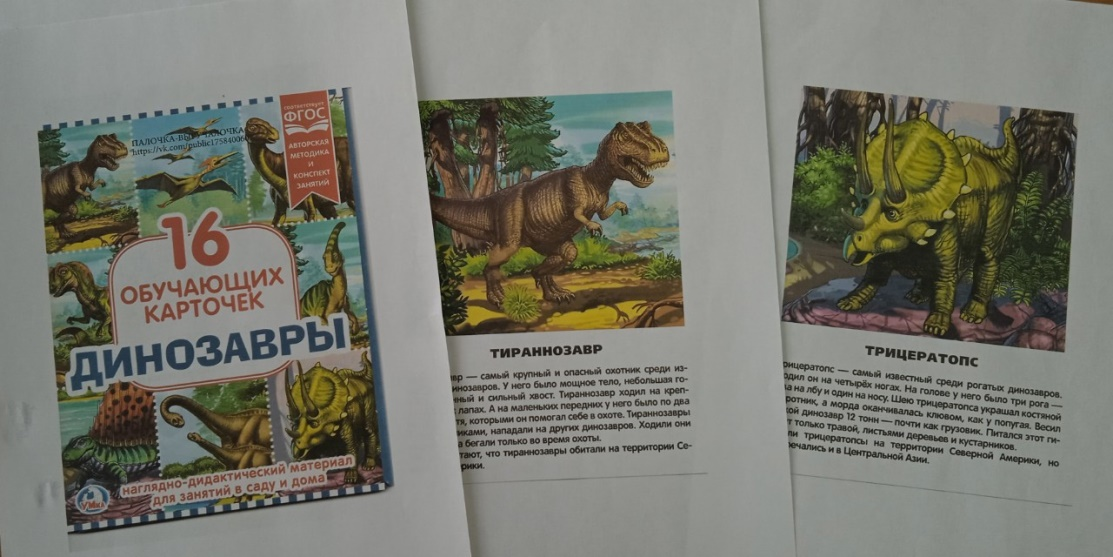 соответствует
ФГОС
АВТОРСКАЯ
МЕТОДИКА
И
КОНСПЕКТ
ЗАНЯТИЙ
16
ОБУЧАЮЩИХ
КАРТОЧЕК
ДИНОЗАВРЫ
наглядно-дидактический материал
для занятий в саду и дома
УМка
ТИРАННОЗАВР
— самый крупный и опасный охотник среди из-
динозавров. У него было мощное тело, небольшая го-
и сильный хвост. Тираннозавр ходил на креп-
лапах. А на маленьких передних у него было по два
которыми он помогал себе в охоте. Тираннозавры
нападали на других динозавров. Ходили они
бегали только во время охоты.
что тираннозавры обитали на территории Се-
ТРИЦЕРАТОПС
— самый известный среди рогатых динозавров.
он на четырёх ногах. На голове у него было три рога —
на лбу и один на носу. Шею трицератопса украшал костяной
а морда оканчивалась клювом, как у попугая. Весил
динозавр 12 тонн — почти как грузовик. Питался этот ги-
только травой, листьями деревьев и кустарников.
трицератопсы на территории Северной Америки, но
и в Центральной Азии.